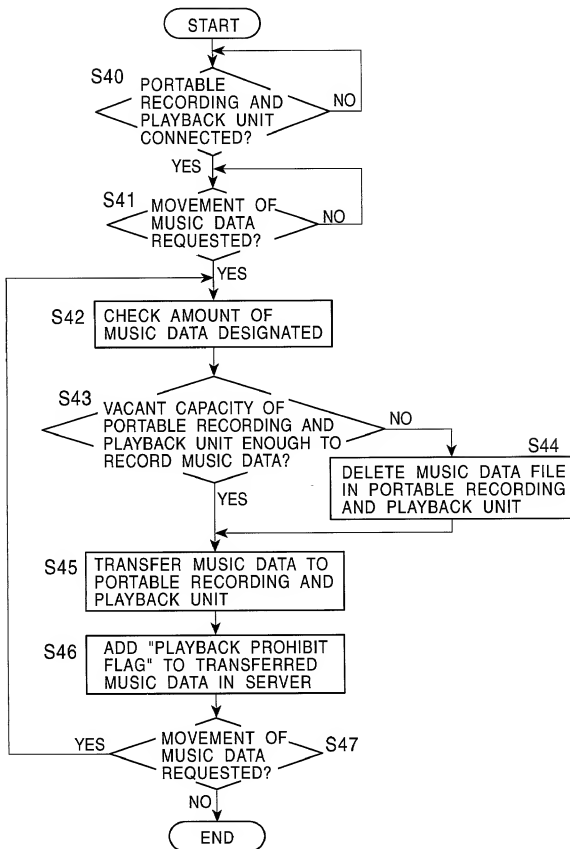 START
S40
PORTABLE
RECORDING AND
PLAYBACK UNIT
CONNECTED?
NO
YES
S41
MOVEMENT OF
MUSIC DATA
REQUESTED?
NO
YES
S42
CHECK AMOUNT OF
MUSIC DATA DESIGNATED
S43
VACANT CAPACITY OF
PORTABLE RECORDING AND
PLAYBACK UNIT ENOUGH TO
RECORD MUSIC DATA?
NO
YES
S44
DELETE MUSIC DATA FILE
IN PORTABLE RECORDING
AND PLAYBACK UNIT
S45
TRANSFER MUSIC DATA TO
PORTABLE RECORDING AND
PLAYBACK UNIT
S46
ADD "PLAYBACK PROHIBIT
FLAG" TO TRANSFERRED
MUSIC DATA IN SERVER
YES
MOVEMENT OF
MUSIC DATA
REQUESTED?
S47
NO
END